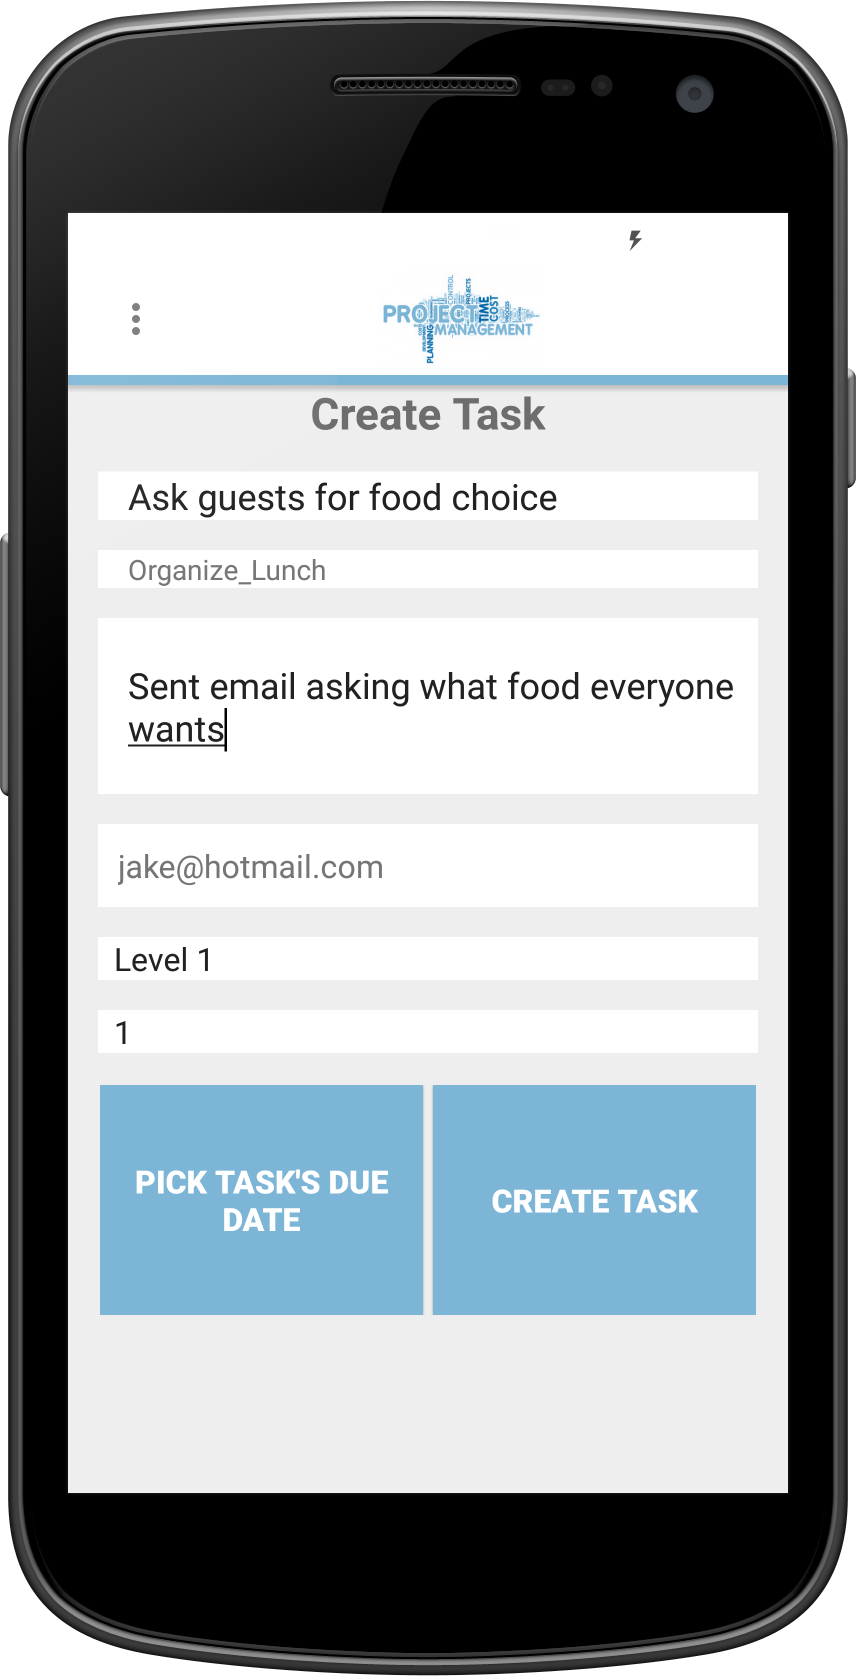 CONTROL
PROJECTS
PROJECT
TIME
COST
MANAGEMENT
PLANNING
Create Task
Ask guests for food choice
Organize_Lunch
Sent email asking what food everyone
wants
jake@hotmail.com
Level 1
1
PICK TASK'S DUE
DATE
CREATE TASK